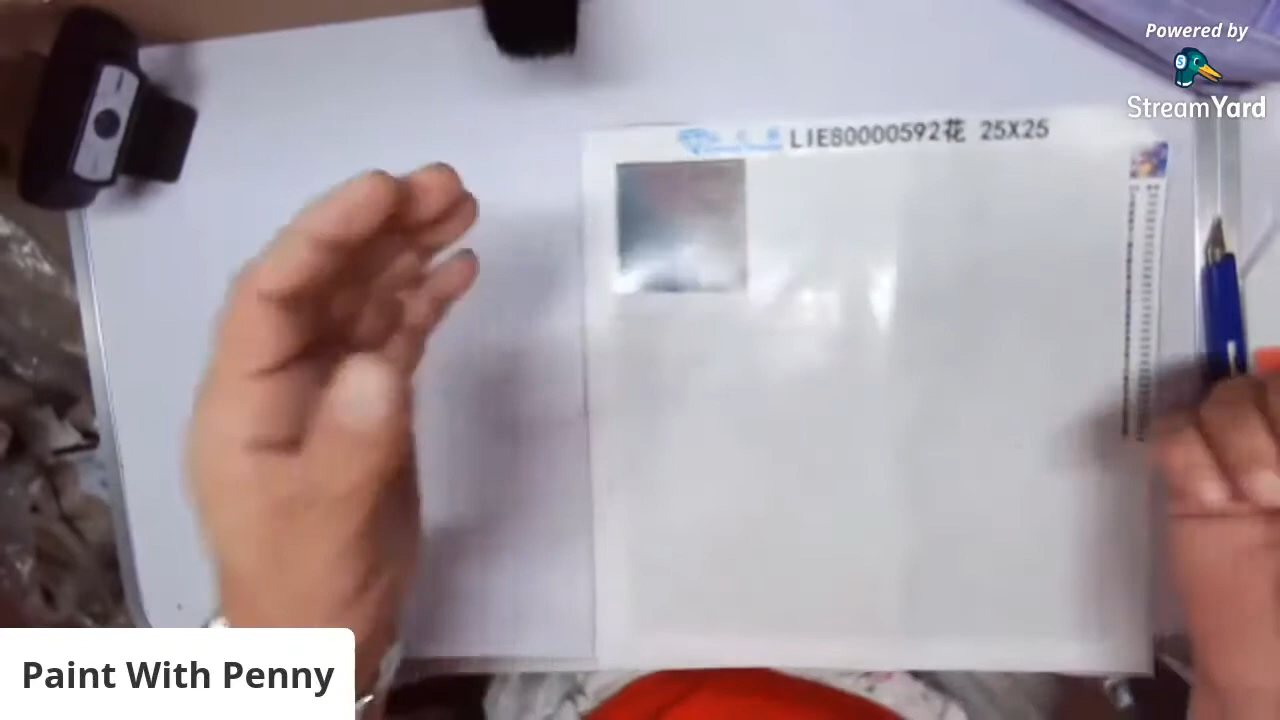 Powered by
StreamYard
LIE80000592花 25X25
Paint With Penny